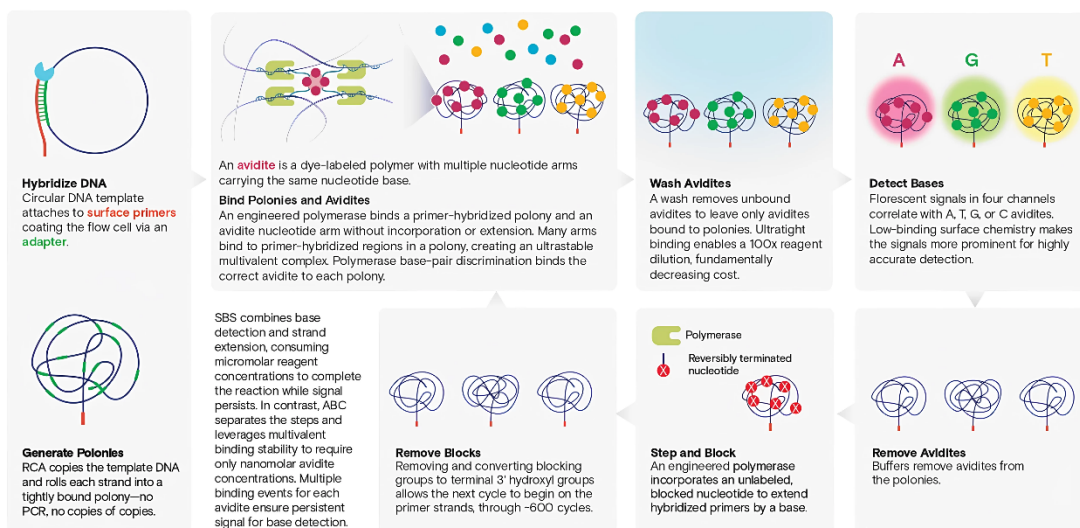 Hybridize DNA
Circular DNA template
attaches to surface primers
coating the flow cell via an
adapter.
Generate Polonies
RCA copies the template DNA
and rolls each strand into a
tightly bound polony—no
PCR, no copies of copies.
An avidite is a dye-labeled polymer with multiple nucleotide arms
carrying the same nucleotide base.
Bind Polonies and Avidites
An engineered polymerase binds a primer-hybridized polony and an
avidite nucleotide arm without incorporation or extension. Many arms
bind to primer-hybridized regions in a polony, creating an ultrastable
multivalent complex. Polymerase base-pair discrimination binds the
correct avidite to each polony.
Wash Avidites
A wash removes unbound
avidites to leave only avidites
bound to polonies. Ultratight
binding enables a 100x reagent
dilution, fundamentally
decreasing cost.
A G T
Detect Bases
Florescent signals in four channels
correlate with A, T, G, or C avidites.
Low-binding surface chemistry makes
the signals more prominent for highly
accurate detection.
Remove Avidites
Buffers remove avidites from
the polonies.
Polymerase
Reversibly terminated
nucleotide
X X X X X X
Step and Block
An engineered polymerase
incorporates an unlabeled,
blocked nucleotide to extend
hybridized primers by a base.
Remove Blocks
Removing and converting blocking
groups to terminal 3' hydroxyl groups
allows the next cycle to begin on the
primer strands, through ~600 cycles.
SBS combines base
detection and strand
extension, consuming
micromolar reagent
concentrations to complete
the reaction while signal
persists. In contrast, ABC
separates the steps and
leverages multivalent
binding stability to require
only nanomolar avidite
concentrations. Multiple
binding events for each
avidite ensure persistent
signal for base detection.